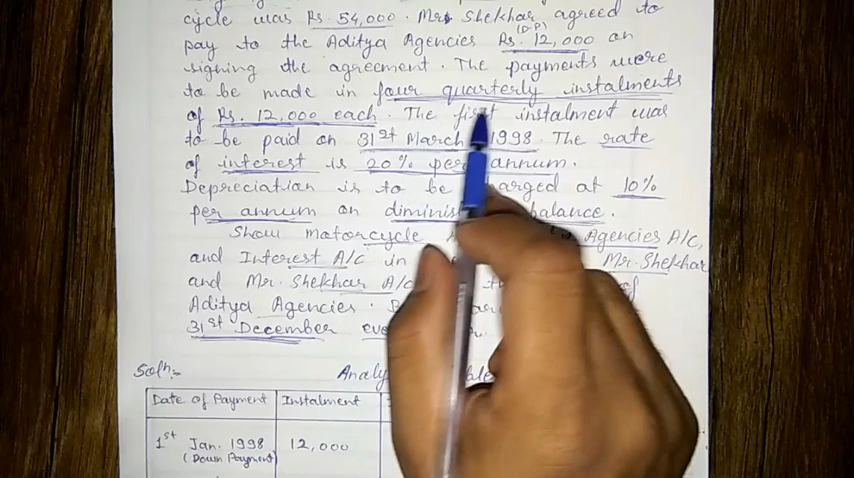 cycle was Rs. 54,000. Mr. Shekhar agreed to
(D.P)
pay to the Aditya Agencies Rs. 12,000 on
signing the agreement. The payments were
to be made in four quarterly instalments
of Rs. 12,000 each. The first instalment was
to be paid on 31st March 1998. The rate
of interest is 20% per annum.
Depreciation is to be at 10%
per annum on balance.
Show motorcycle Agencies A/C,
and Interest A/C in Mr. Shekhar
and Mr. Shekhar A/C of
Aditya Agencies.
31st December
Soln:-
Date of Payment Instalment
1st Jan. 1998 12,000
(Down Payment)